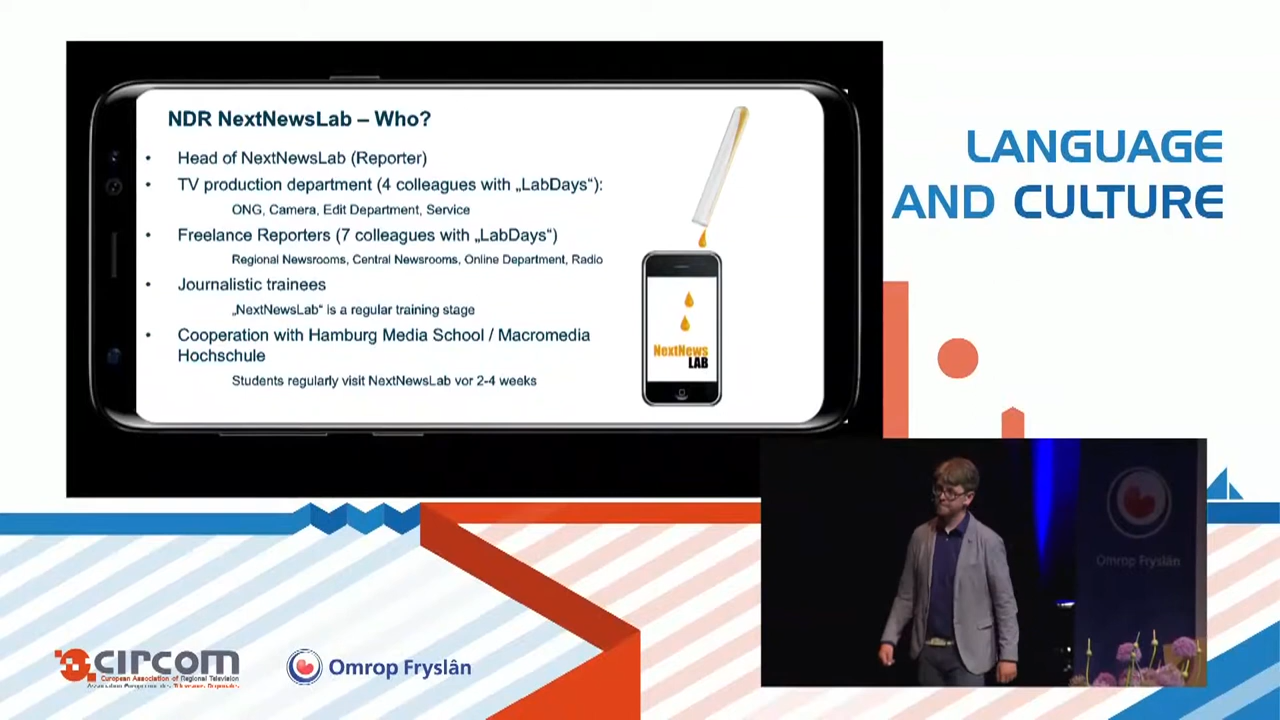 NDR NextNewsLab – Who?
• Head of NextNewsLab (Reporter)
• TV production department (4 colleagues with „LabDays“):
ONG, Camera, Edit Department, Service
• Freelance Reporters (7 colleagues with „LabDays“)
Regional Newsrooms, Central Newsrooms, Online Department, Radio
• Journalistic trainees
„NextNewsLab“ is a regular training stage
• Cooperation with Hamburg Media School / Macromedia
Hochschule
Students regularly visit NextNewsLab vor 2-4 weeks
NextNews
LAB
LANGUAGE
AND CULTURE
Omrop Fryslân
circom
European Association of Regional Television
Omrop Fryslân